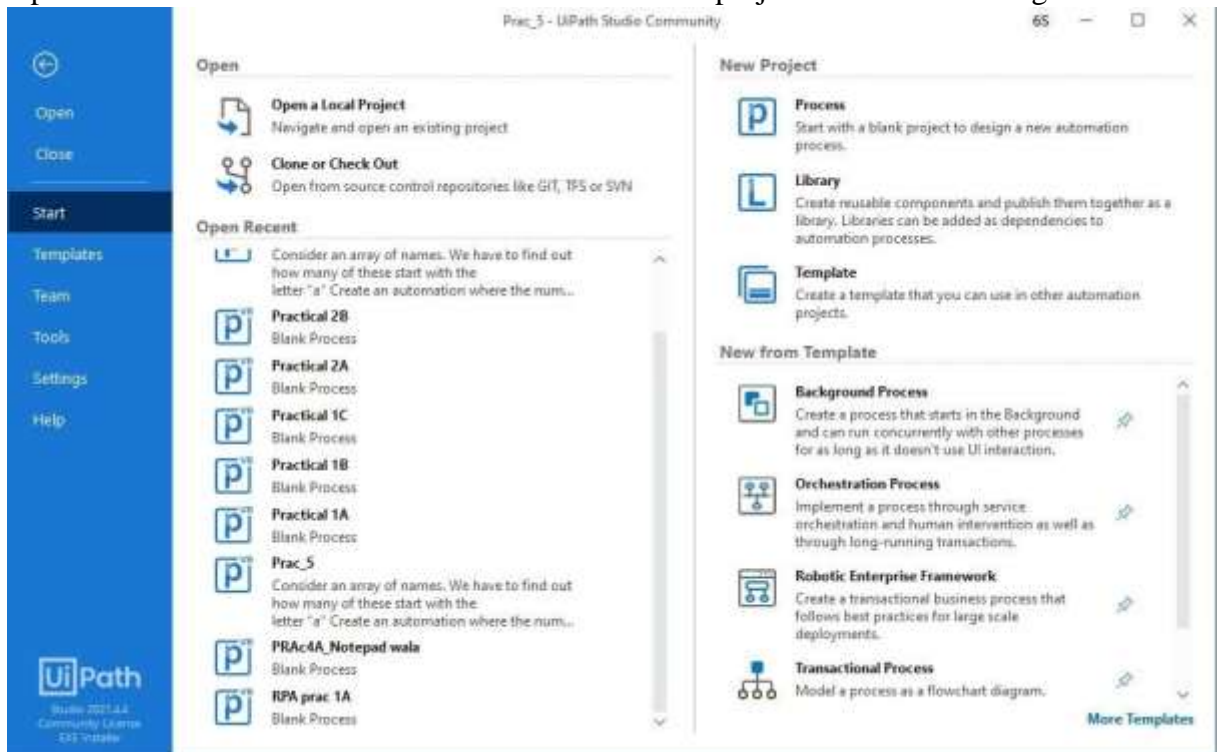 Prac_5 - UiPath Studio Community
6S
Open
Close
Start
Templates
Team
Tools
Settings
Help
UiPath
Studio 2021.4.4
Community License
EXE Installer
Open
Open a Local Project
Navigate and open an existing project
Clone or Check Out
Open from source control repositories like GIT, TFS or SVN
Open Recent
Consider an array of names. We have to find out
how many of these start with the
letter "a" Create an automation where the num...
Practical 2B
Blank Process
Practical 2A
Blank Process
Practical 1C
Blank Process
Practical 1B
Blank Process
Practical 1A
Blank Process
Prac_5
Consider an array of names. We have to find out
how many of these start with the
letter "a" Create an automation where the num...
PRAc4A_Notepad wala
Blank Process
RPA prac 1A
Blank Process
New Project
Process
Start with a blank project to design a new automation
process.
Library
Create reusable components and publish them together as a
library. Libraries can be added as dependencies to
automation processes.
Template
Create a template that you can use in other automation
projects.
New from Template
Background Process
Create a process that starts in the Background
and can run concurrently with other processes
for as long as it doesn't use UI interaction.
Orchestration Process
Implement a process through service
orchestration and human intervention as well as
through long-running transactions.
Robotic Enterprise Framework
Create a transactional business process that
follows best practices for large scale
deployments.
Transactional Process
Model a process as a flowchart diagram.
More Templates